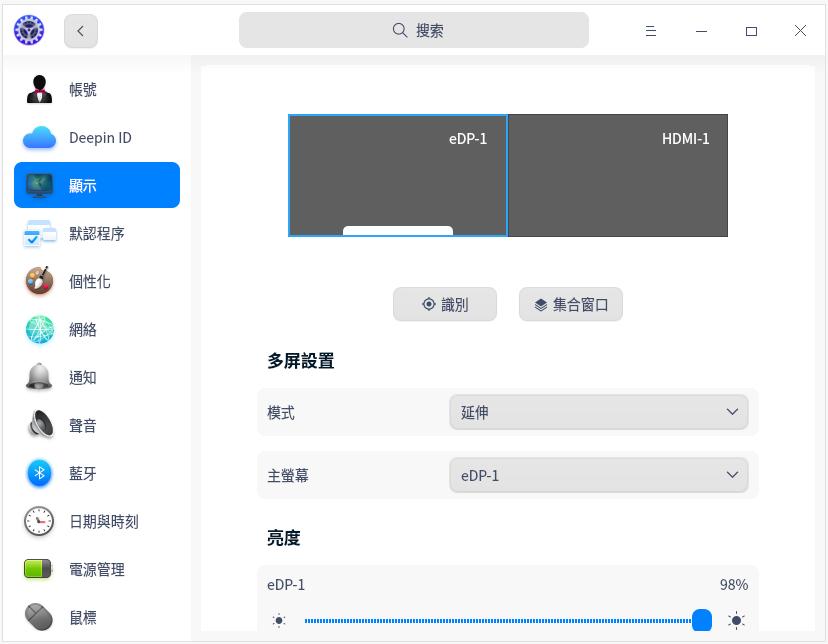 搜索
帳號
Deepin ID
顯示
默認程序
個性化
網絡
通知
聲音
藍牙
日期與時刻
電源管理
鼠標
eDP-1
HDMI-1
識別
集合窗口
多屏設置
模式
延伸
主螢幕
eDP-1
亮度
eDP-1
98%